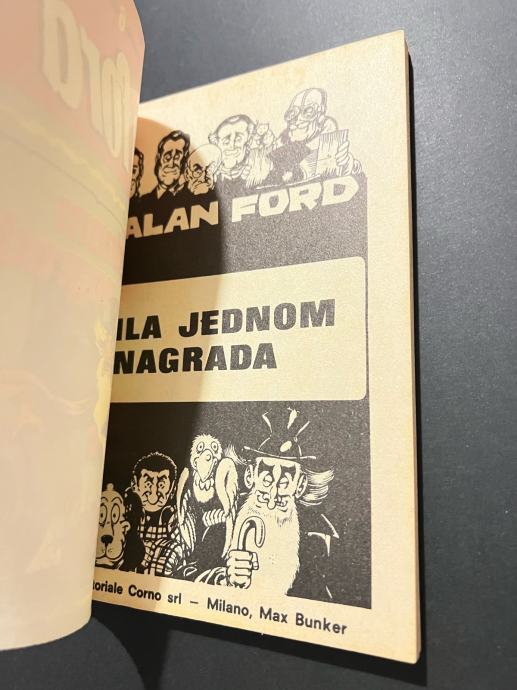 ALAN FORD
ILA JEDNOM
NAGRADA
toriale Corno srl — Milano, Max Bunker